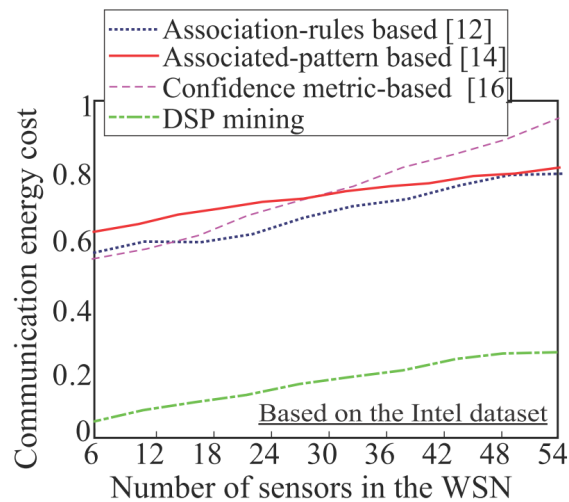 Association-rules based [12]
Associated-pattern based [14]
Confidence metric-based [16]
DSP mining
Communication energy cost
1
0.8
0.6
0.4
0.2
0
Based on the Intel dataset
6 12 18 24 30 36 42 48 54
Number of sensors in the WSN